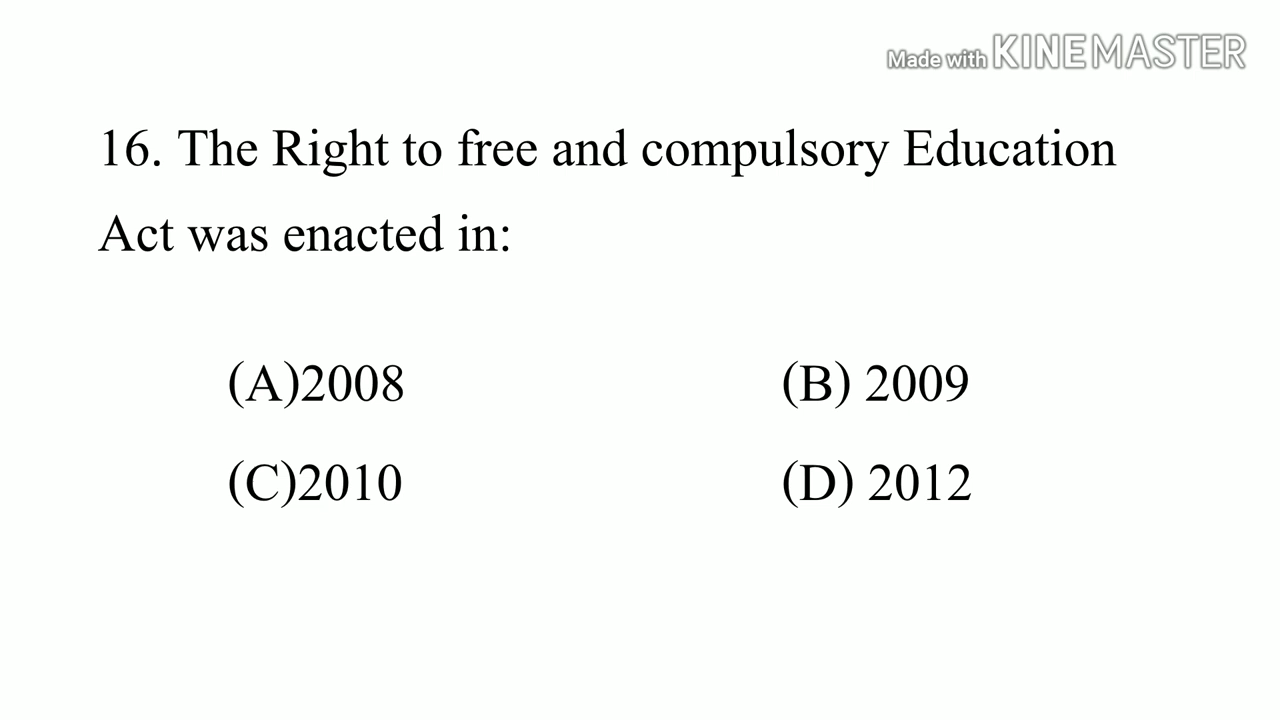 Made with KINEMASTER
16. The Right to free and compulsory Education
Act was enacted in:
(A)2008 (B) 2009
(C)2010 (D) 2012